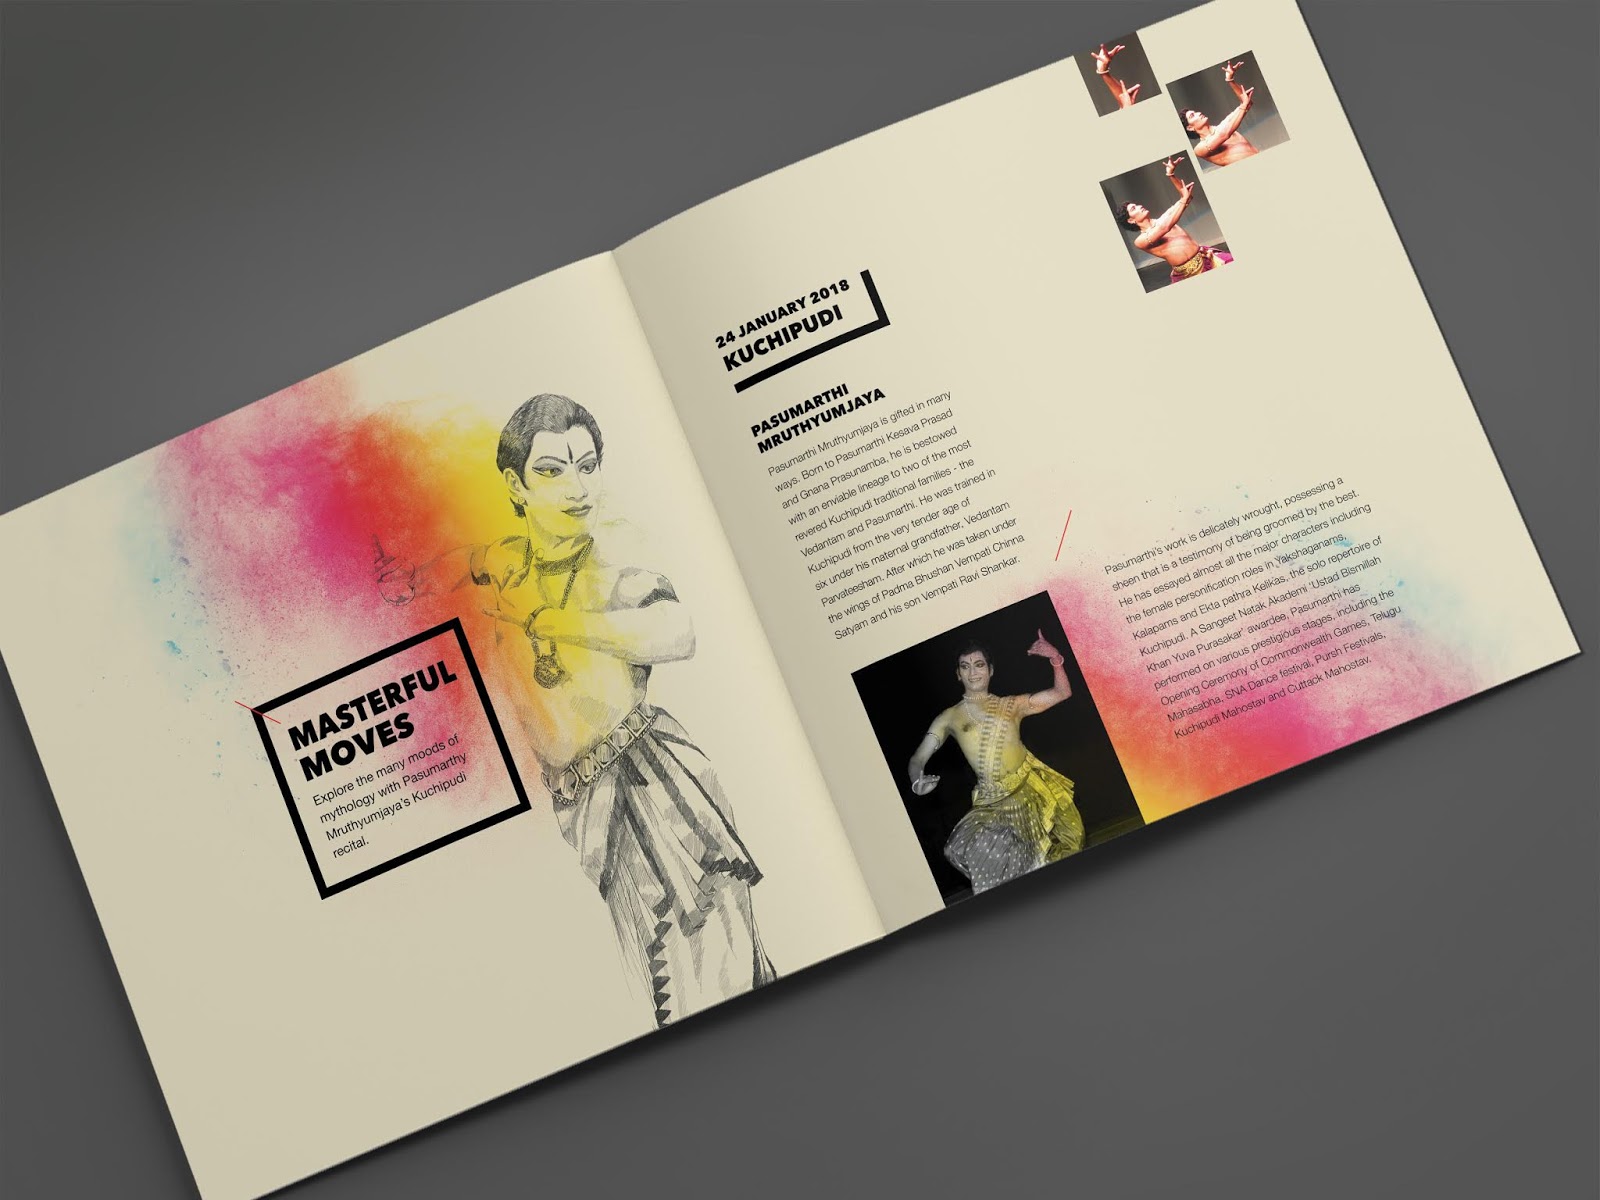 MASTERFUL
MOVES
Explore the many moods of
mythology with Pasumarthy
Mruthyumjaya's Kuchipudi
recital.
24 JANUARY 2018
KUCHIPUDI
PASUMARTHI
MRUTHYUMJAYA
Pasumarthi Mruthyumjaya is gifted in many
ways. Born to Pasumarthi Kesava Prasad
and Gnana Prasunamba, he is bestowed
with an enviable lineage to two of the most
revered Kuchipudi traditional families - the
Vedantam and Pasumarthi. He was trained in
Kuchipudi from the very tender age of
six under his maternal grandfather, Vedantam
Parvateesham. After which he was taken under
the wings of Padma Bhushan Vempati Chinna
Satyam and his son Vempati Ravi Shankar.
Pasumarthi's work is delicately wrought, possessing a
sheen that is a testimony of being groomed by the best.
He has essayed almost all the major characters including
the female personification roles in Yakshaganams,
Kalapams and Ekta pathra Kelikas, the solo repertoire of
Kuchipudi. A Sangeet Natak Akademi 'Ustad Bismillah
Khan Yuva Purasakar' awardee, Pasumarthi has
performed on various prestigious stages, including the
Opening Ceremony of Commonwealth Games, Telugu
Mahasabha, SNA Dance festival, Pursh Festivals,
Kuchipudi Mahostav and Cuttack Mahostav.